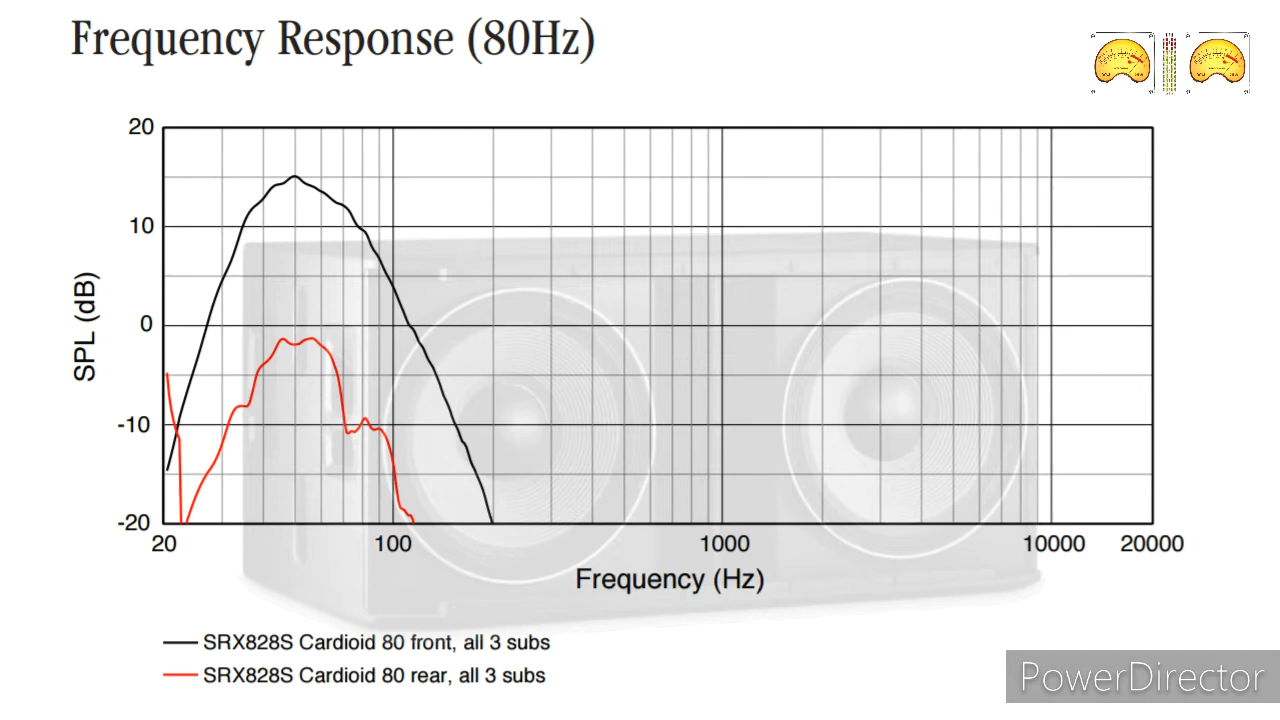 Frequency Response (80Hz)
20
10
0
-10
-20
SPL (dB)
20 100 1000 10000 20000
Frequency (Hz)
SRX828S Cardioid 80 front, all 3 subs
SRX828S Cardioid 80 rear, all 3 subs
PowerDirector